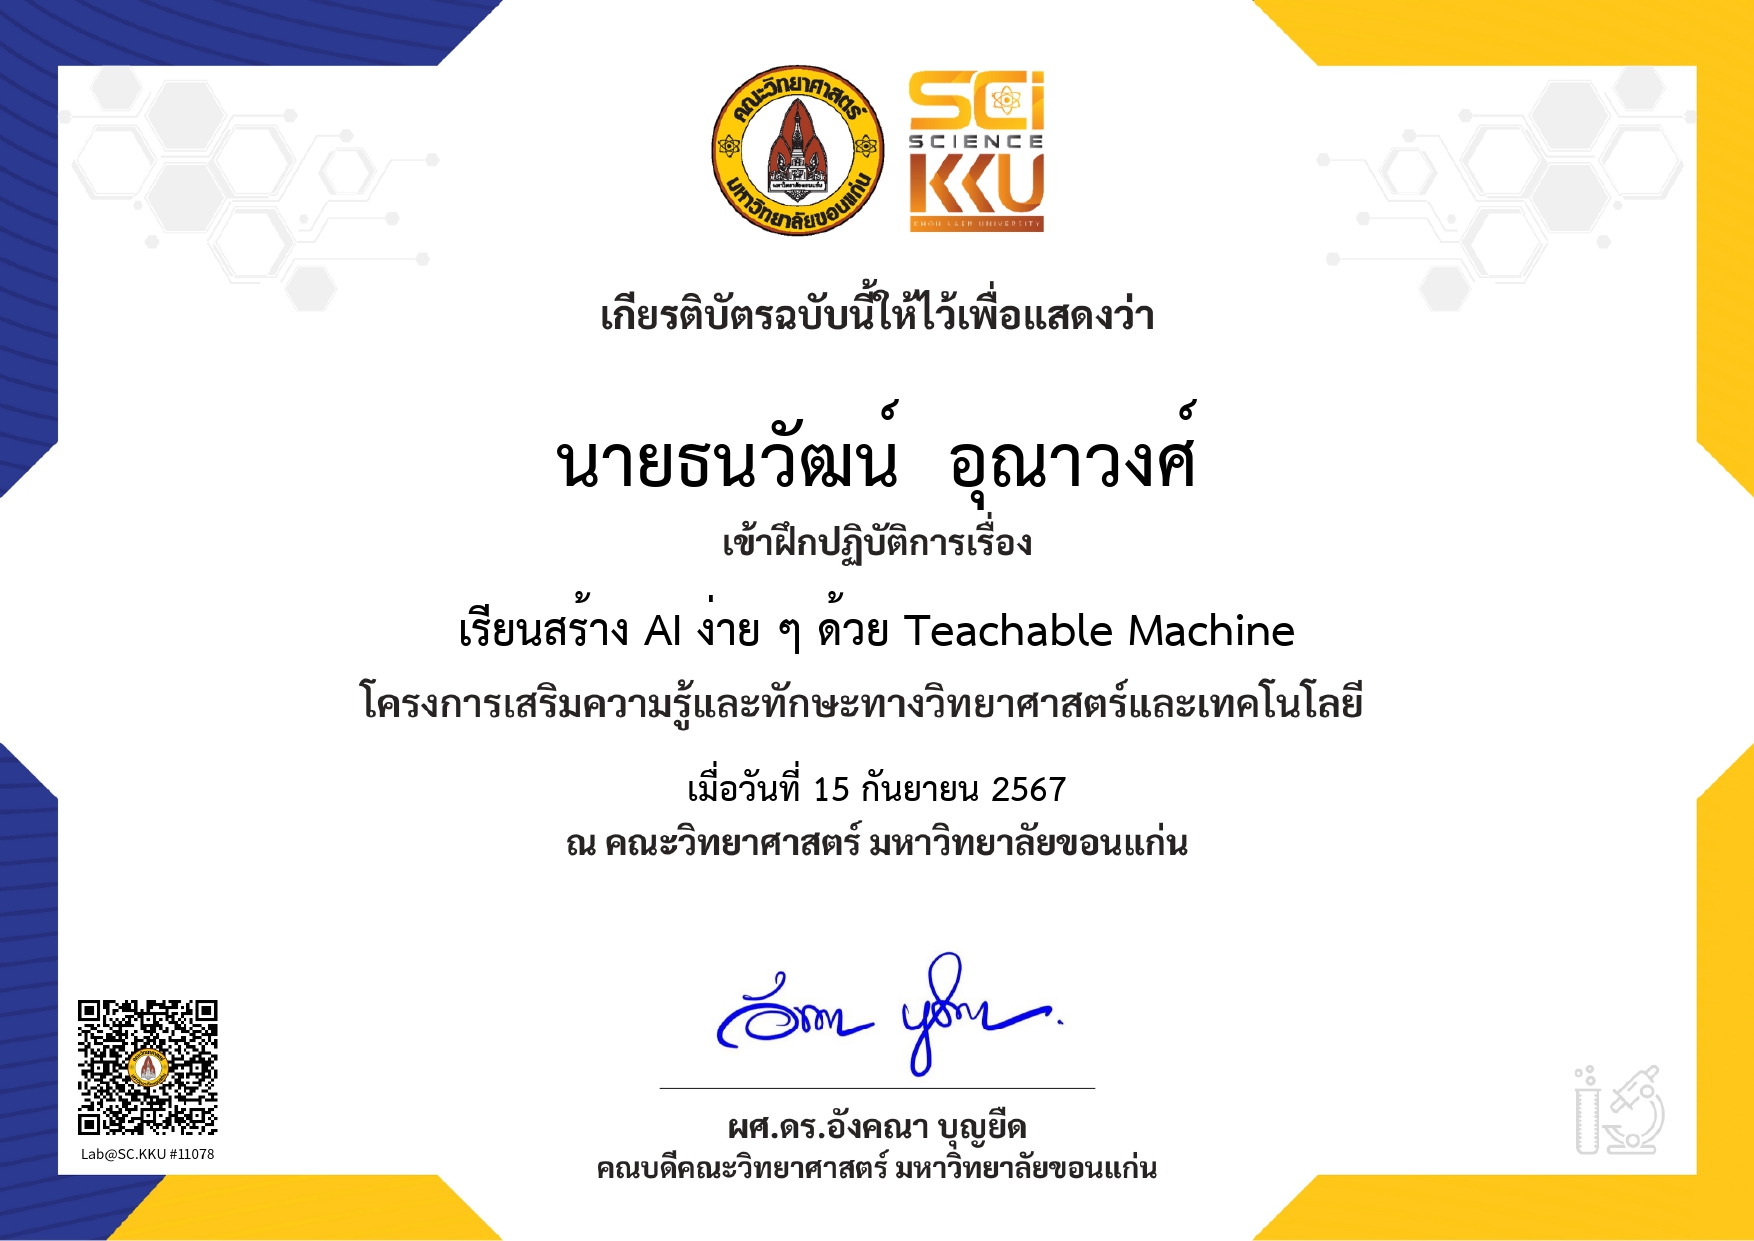 คณะวิทยาศาสตร์
มหาวิทยาลัยขอนแก่น
SCi
SCIENCE
KKU
KHON KAEN UNIVERSITY
เกียรติบัตรฉบับนี้ให้ไว้เพื่อแสดงว่า
นายธนวัฒน์ อุณาวงศ์
เข้าฝึกปฏิบัติการเรื่อง
เรียนสร้าง AI ง่าย ๆ ด้วย Teachable Machine
โครงการเสริมความรู้และทักษะทางวิทยาศาสตร์และเทคโนโลยี
เมื่อวันที่ 15 กันยายน 2567
ณ คณะวิทยาศาสตร์ มหาวิทยาลัยขอนแก่น
ผศ.ดร.อังคณา บุญยืด
คณบดีคณะวิทยาศาสตร์ มหาวิทยาลัยขอนแก่น
Lab@SC.KKU #11078